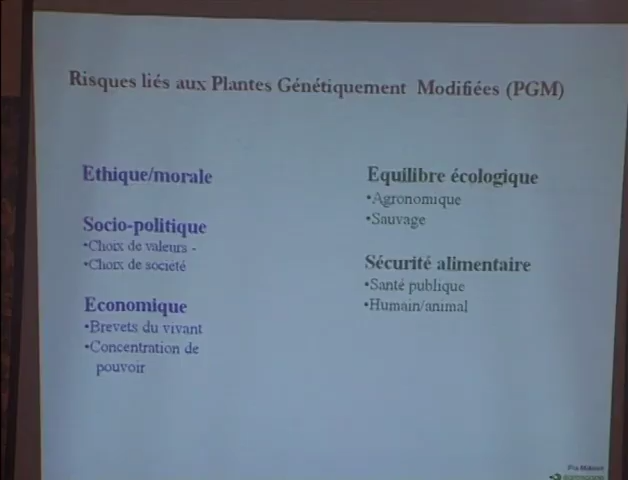 Risques liés aux Plantes Génétiquement Modifiées (PGM)
Ethique/morale
Socio-politique
•Choix de valeurs -
•Choix de société
Economique
•Brevets du vivant
•Concentration de
pouvoir
Equilibre écologique
•Agronomique
•Sauvage
Sécurité alimentaire
•Santé publique
•Humain/animal